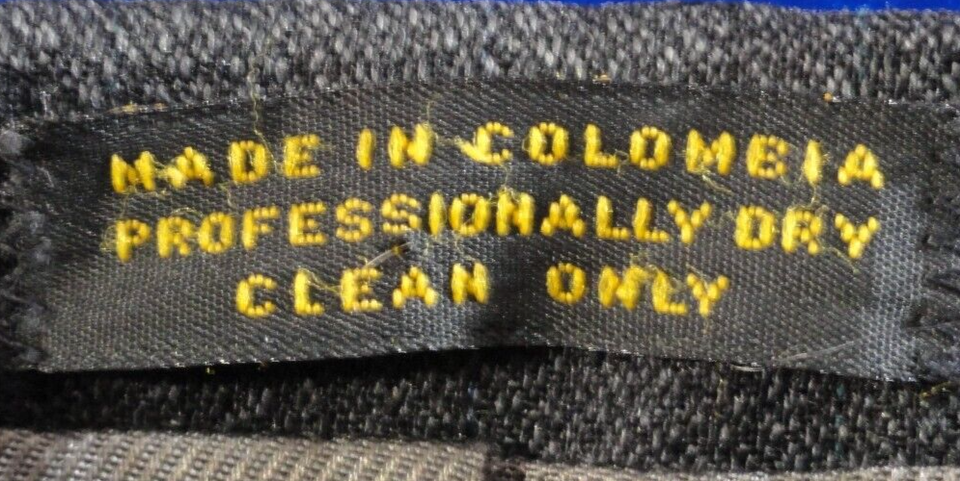 MADE IN COLOMBIA
PROFESSIONALLY DRY
CLEAN ONLY